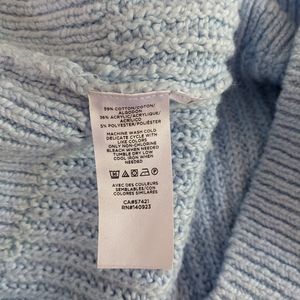 59% COTTON/COTON/
ALGODON
36% ACRYLIC/ACRYLIQUE/
ACRILICO
5% POLYESTER/POLIÉSTER
MACHINE WASH COLD
DELICATE CYCLE WITH
LIKE COLORS
ONLY NON-CHLORINE
BLEACH WHEN NEEDED
TUMBLE DRY LOW
COOL IRON WHEN
NEEDED
AVEC DES COULEURS
SEMBLABLES/CON
COLORES SIMILARES
CA#57421
RN#140923